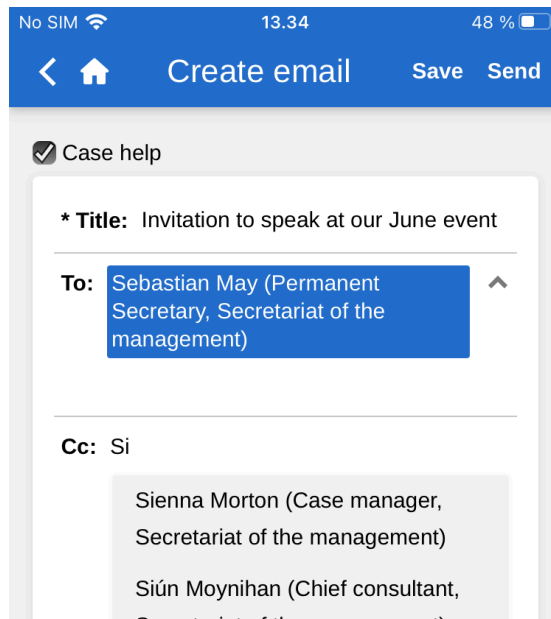 No SIM 13.34 48 %
Create email Save Send
Case help
* Title: Invitation to speak at our June event
To: Sebastian May (Permanent
Secretary, Secretariat of the
management)
Cc: Si
Sienna Morton (Case manager,
Secretariat of the management)
Siún Moynihan (Chief consultant,